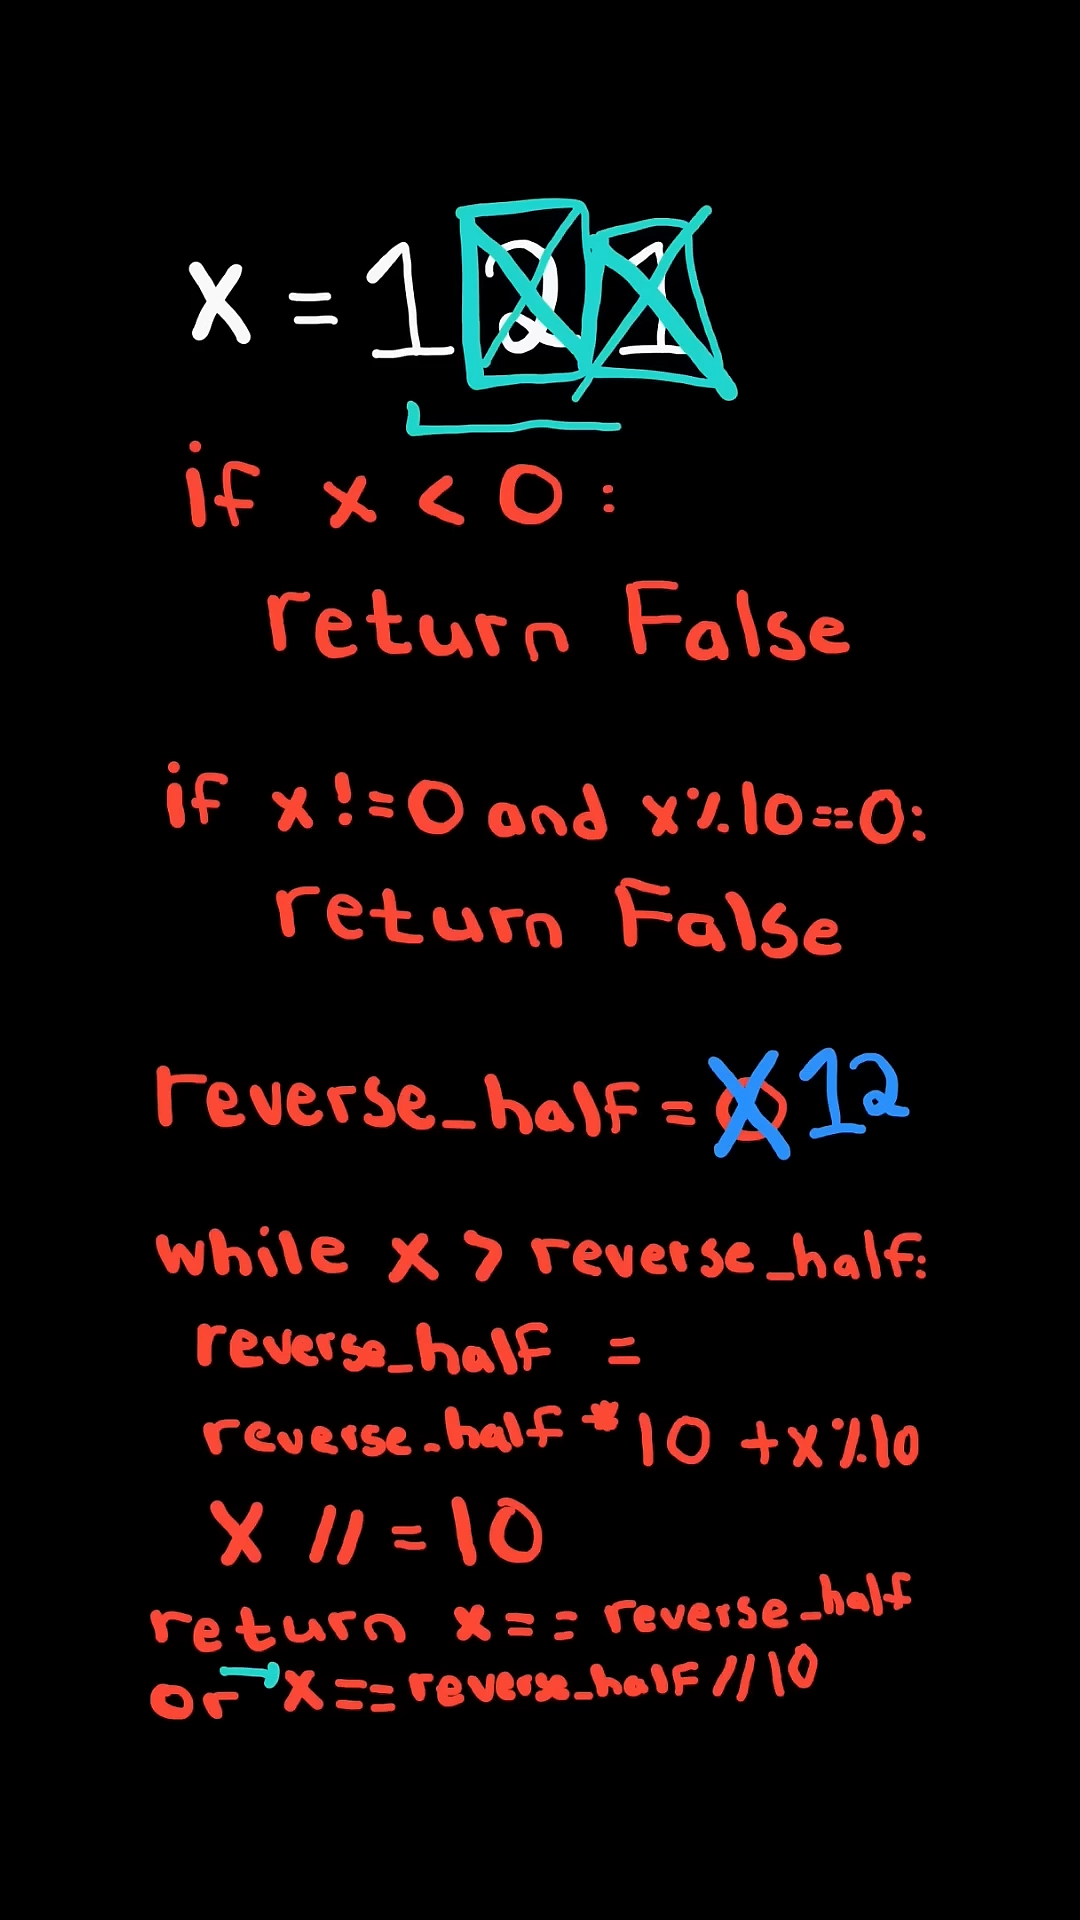 x = 121
if x < 0 :
return False
if x != 0 and x%10==0:
return False
reverse_half = 0 12
while x > reverse_half:
reverse_half =
reverse_half * 10 + x%10
x //= 10
return x == reverse_half
or x == reverse_half // 10